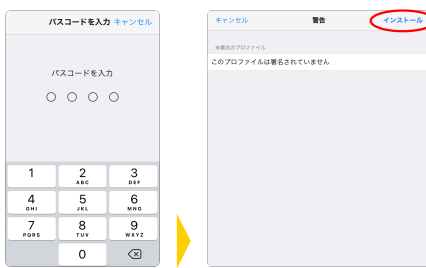 パスコードを入力 キャンセル
パスコードを入力
1 2 3
ABC DEF
4 5 6
GHI JKL MNO
7 8 9
PQRS TUV WXYZ
0
キャンセル 警告 インストール
未署名のプロファイル
このプロファイルは署名されていません